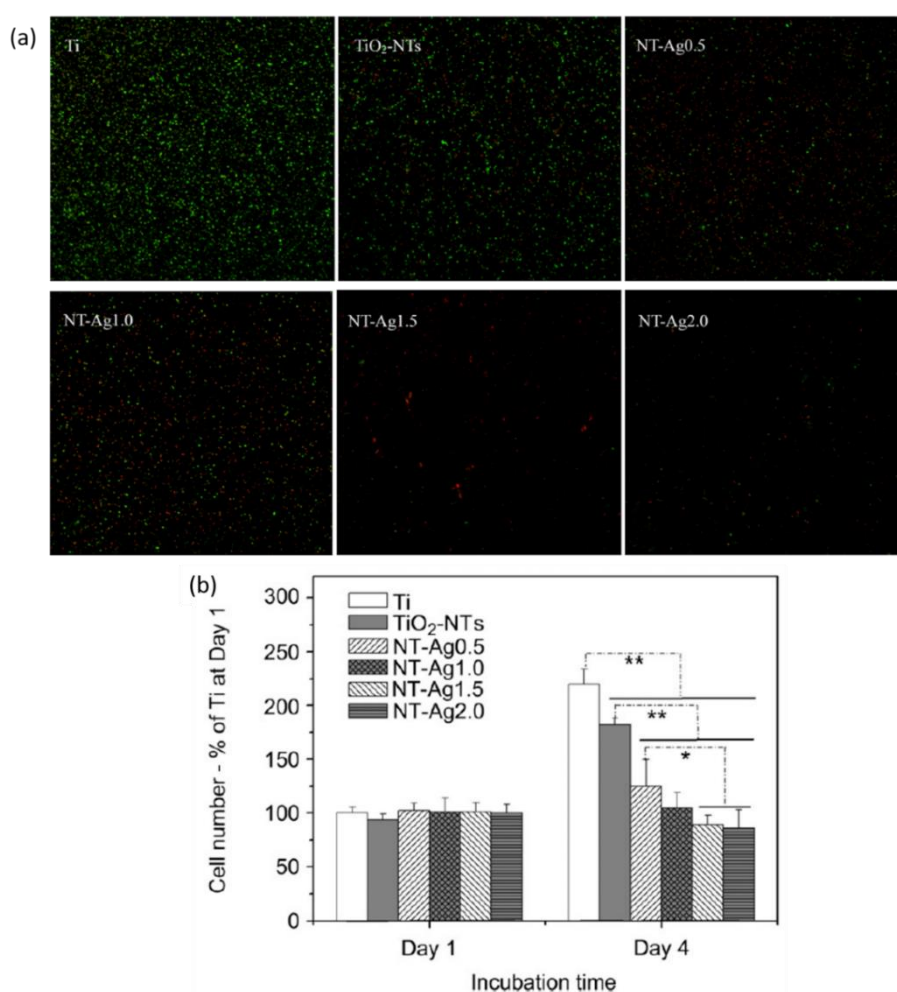 (a)
Ti
TiO₂-NTs
NT-Ag0.5
NT-Ag1.0
NT-Ag1.5
NT-Ag2.0
(b)
Cell number - % of Ti at Day 1
300
250
200
150
100
50
0
Ti
TiO₂-NTs
NT-Ag0.5
NT-Ag1.0
NT-Ag1.5
NT-Ag2.0
**
**
*
Day 1
Day 4
Incubation time